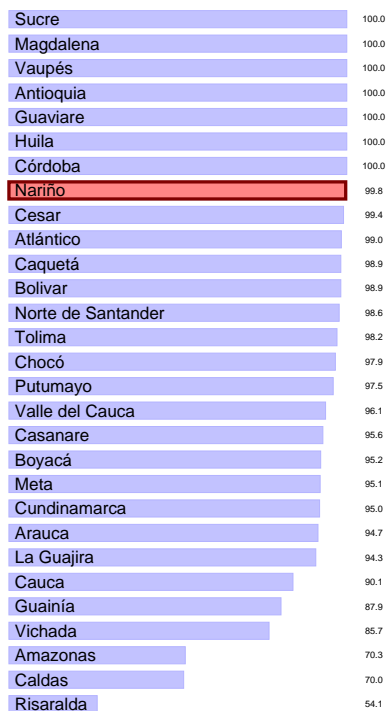 Sucre 100.0
Magdalena 100.0
Vaupés 100.0
Antioquia 100.0
Guaviare 100.0
Huila 100.0
Córdoba 100.0
Nariño 99.8
Cesar 99.4
Atlántico 99.0
Caquetá 98.9
Bolivar 98.9
Norte de Santander 98.6
Tolima 98.2
Chocó 97.9
Putumayo 97.5
Valle del Cauca 96.1
Casanare 95.6
Boyacá 95.2
Meta 95.1
Cundinamarca 95.0
Arauca 94.7
La Guajira 94.3
Cauca 90.1
Guainía 87.9
Vichada 85.7
Amazonas 70.3
Caldas 70.0
Risaralda 54.1